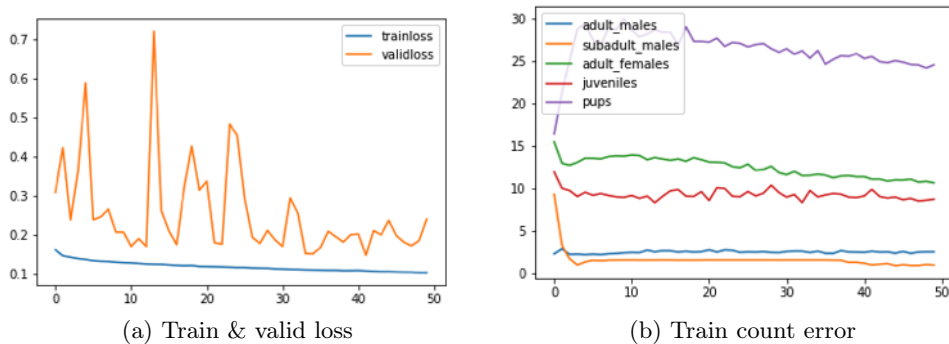 0.7
0.6
0.5
0.4
0.3
0.2
0.1
trainloss
validloss
0 10 20 30 40 50
(a) Train & valid loss
30
25
20
15
10
5
0
adult_males
subadult_males
adult_females
juveniles
pups
0 10 20 30 40 50
(b) Train count error